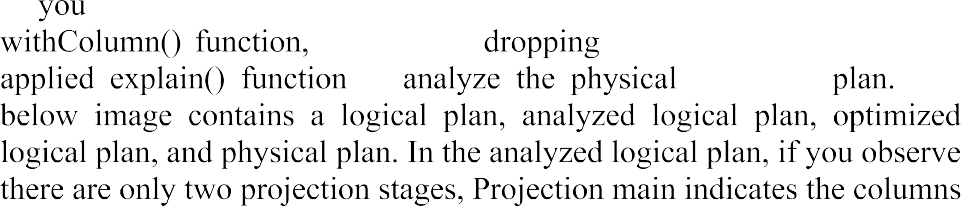 you
withColumn() function, dropping
applied explain() function analyze the physical plan.
below image contains a logical plan, analyzed logical plan, optimized
logical plan, and physical plan. In the analyzed logical plan, if you observe
there are only two projection stages, Projection main indicates the columns